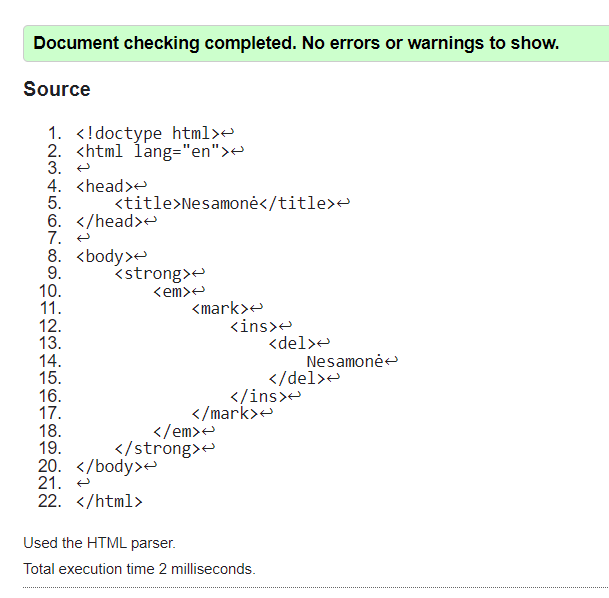 Document checking completed. No errors or warnings to show.
Source
1. <!doctype html>↩
2. <html lang="en">↩
3. ↩
4. <head>↩
5.     <title>Nesamonė</title>↩
6. </head>↩
7. ↩
8. <body>↩
9.     <strong>↩
10.         <em>↩
11.             <mark>↩
12.                 <ins>↩
13.                     <del>↩
14.                         Nesamonė↩
15.                     </del>↩
16.                 </ins>↩
17.             </mark>↩
18.         </em>↩
19.     </strong>↩
20. </body>↩
21. ↩
22. </html>
Used the HTML parser.
Total execution time 2 milliseconds.